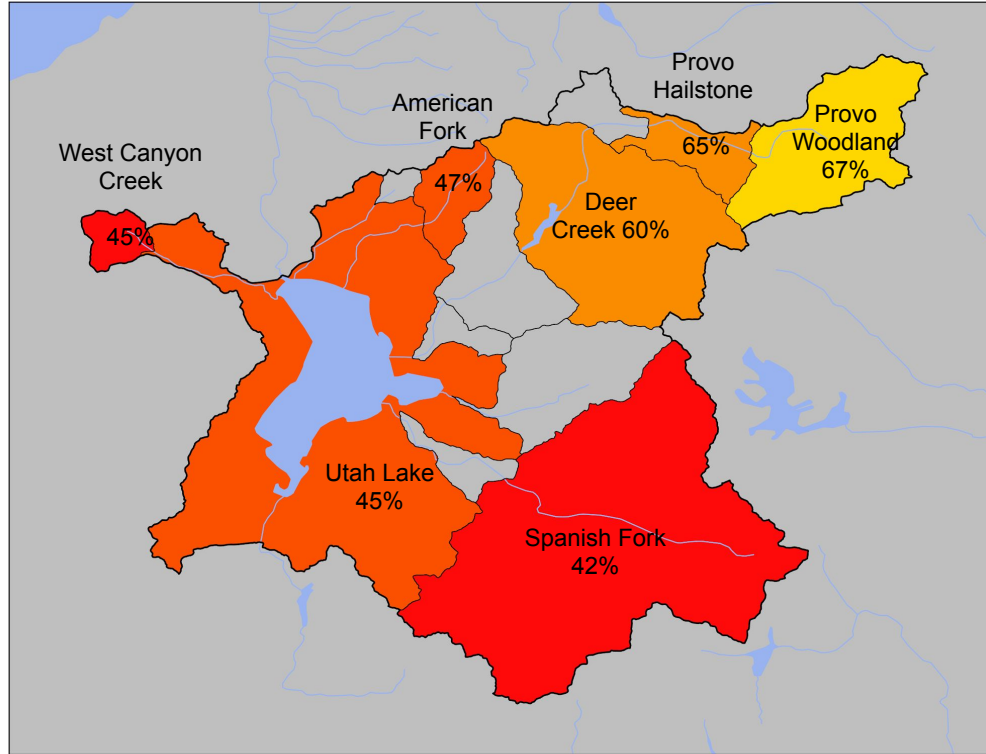 Provo
Hailstone
American
Fork
West Canyon
Creek
Provo
Woodland
67%
65%
47%
Deer
Creek 60%
45%
Utah Lake
45%
Spanish Fork
42%